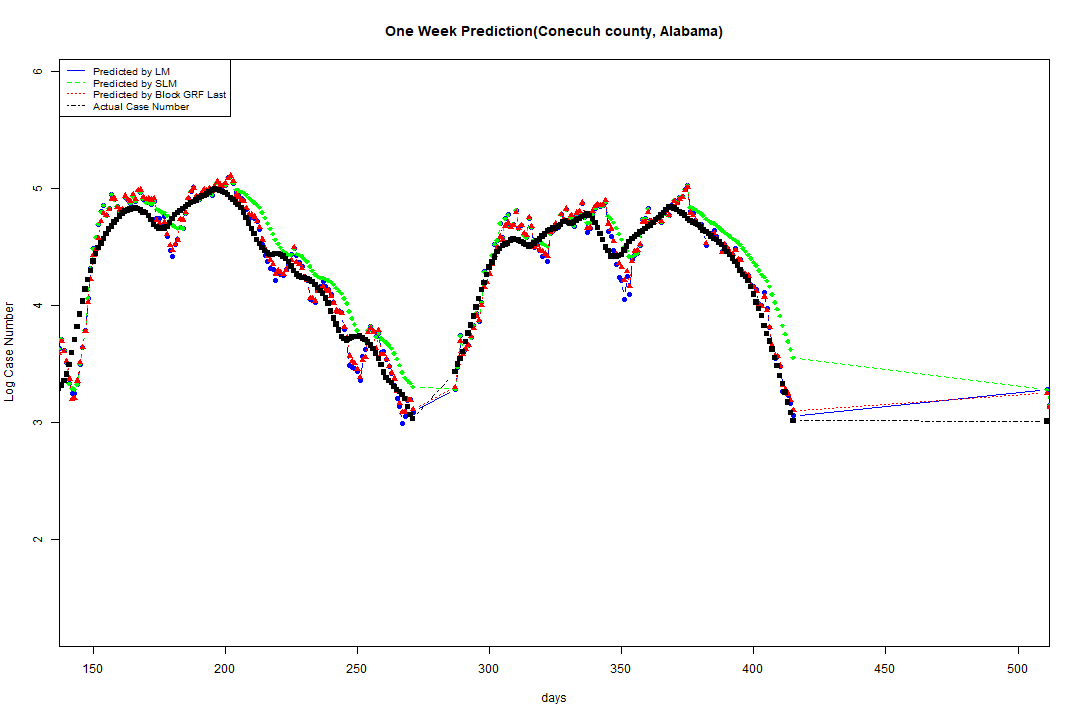 One Week Prediction(Conecuh county, Alabama)
Predicted by LM
Predicted by SLM
Predicted by Block GRF Last
Actual Case Number
6
5
4
3
2
Log Case Number
150 200 250 300 350 400 450 500
days